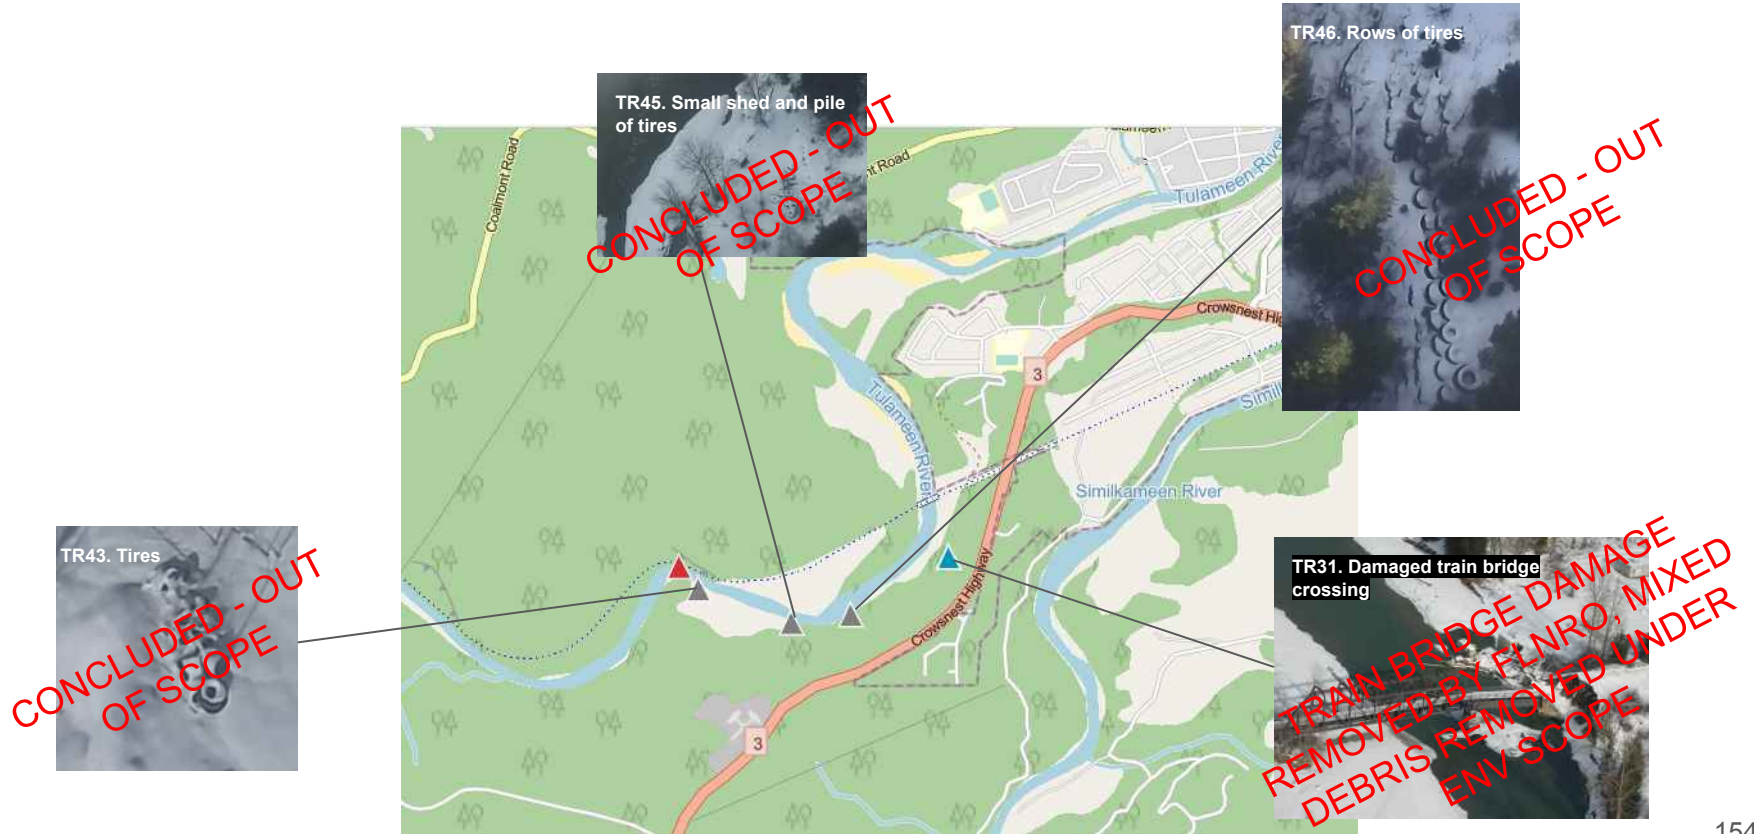 TR46. Rows of tires
CONCLUDED - OUT
OF SCOPE
TR45. Small shed and pile
of tires
CONCLUDED - OUT
OF SCOPE
Coalmont Road
nt Road
Tulameen River
Crowsnest Hig
3
Tulameen River
Simil
Similkameen River
TR43. Tires
CONCLUDED - OUT
OF SCOPE
Crowsnest Highway
3
TR31. Damaged train bridge
crossing
TRAIN BRIDGE DAMAGE
REMOVED BY FLNRO, MIXED
DEBRIS REMOVED UNDER
ENV SCOPE
154